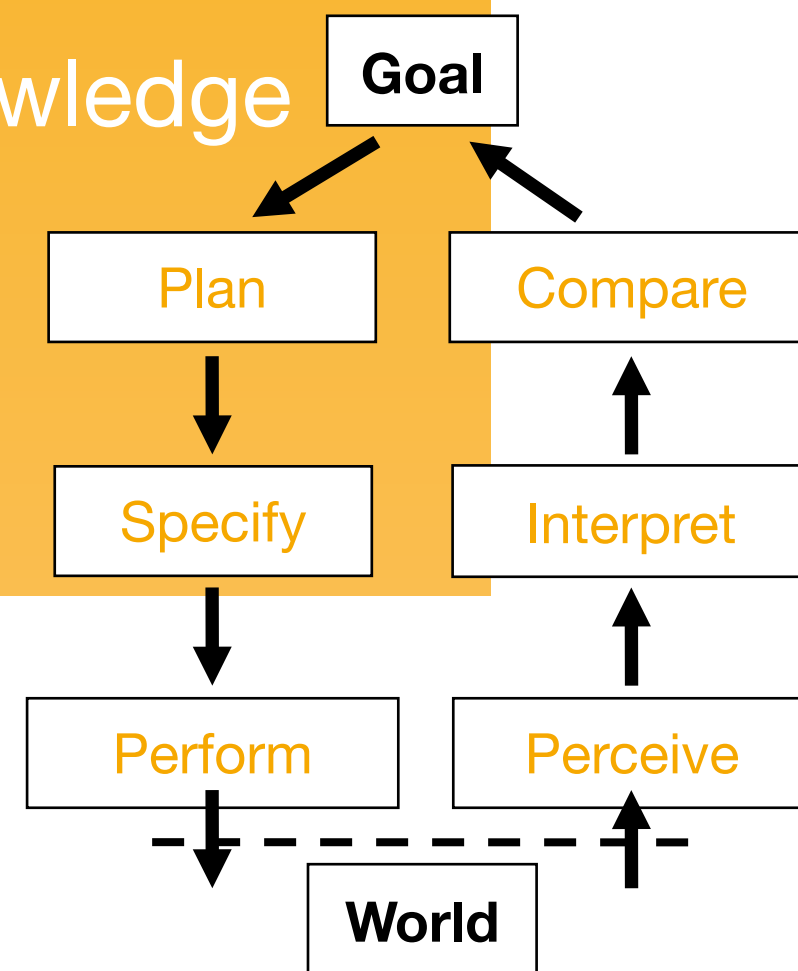 wledge
Goal
Plan
Compare
Specify
Interpret
Perform
Perceive
World